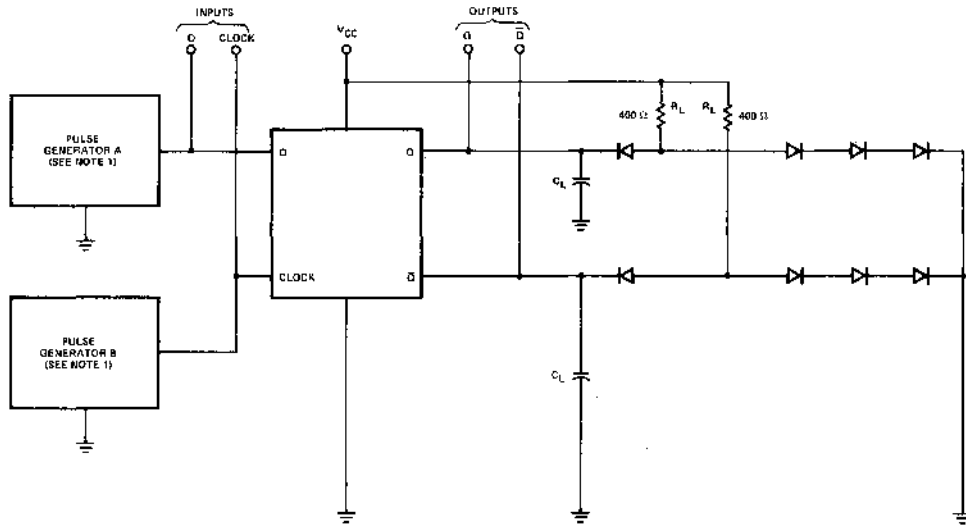 INPUTS
D CLOCK
VCC
OUTPUTS
Q Q̅
PULSE
GENERATOR A
(SEE NOTE 1)
D
Q
400 Ω
RL
RL
400 Ω
CL
CLOCK
Q̅
PULSE
GENERATOR B
(SEE NOTE 1)
CL